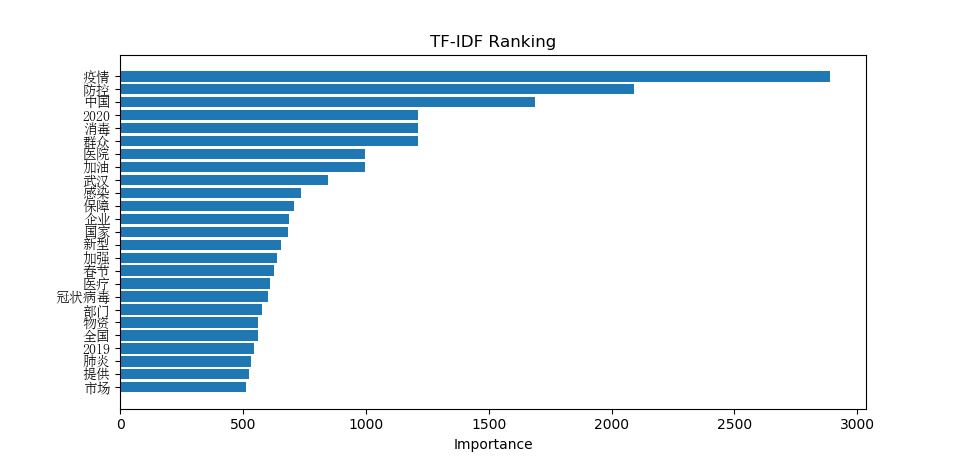 TF-IDF Ranking
疫情
防控
中国
2020
消毒
群众
医院
加油
武汉
感染
保障
企业
国家
新型
加强
春节
医疗
冠状病毒
部门
物资
全国
2019
肺炎
提供
市场
0 500 1000 1500 2000 2500 3000
Importance